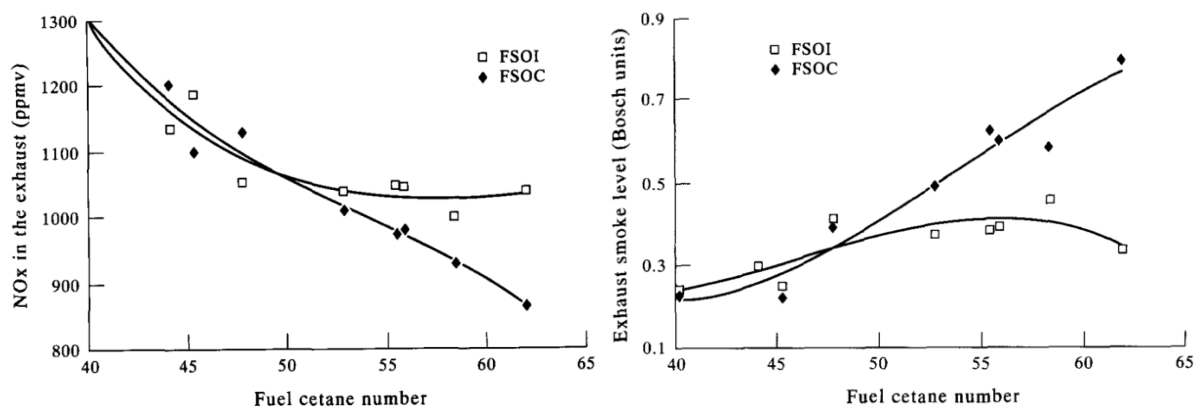 NOx in the exhaust (ppmv)
1300
1200
1100
1000
900
800
40
45
50
55
60
65
Fuel cetane number
FSOI
FSOC
Exhaust smoke level (Bosch units)
0.9
0.7
0.5
0.3
0.1
40
45
50
55
60
65
Fuel cetane number
FSOI
FSOC